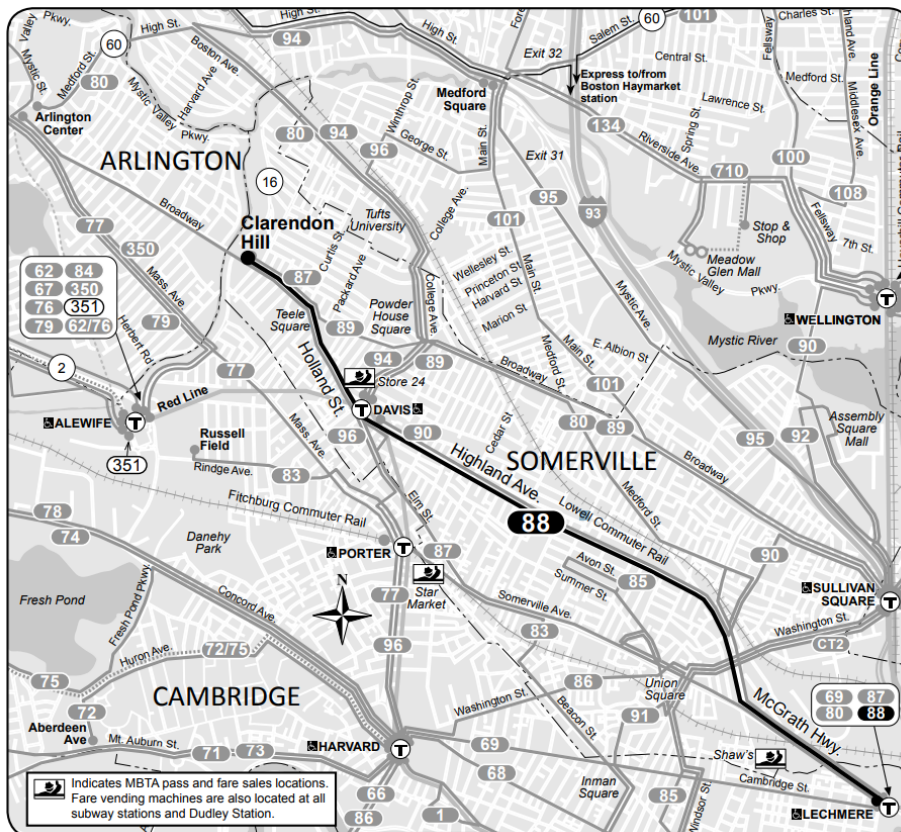 Valley
Pkwy.
60
High St.
94
High St.
Salem St.
60
101
Fellsway
Charles St.
Mystic St.
Medford St.
80
Boston Ave.
Harvard Ave.
Mystic Valley
Pkwy.
Exit 32
Express to/from
Boston Haymarket
station
Central St.
Medford St.
Middlesex Ave.
Orange Line
Medford
Square
Lawrence St.
Spring St.
134
Riverside Ave.
Arlington
Center
80
94
Winthrop St.
96
George St.
Main St.
Exit 31
710
100
108
ARLINGTON
16
Broadway
77
350
Clarendon
Hill
Tufts
University
College Ave.
101
95
93
Stop &
Shop
Fellsway
7th St.
Meadow
Glen Mall
Mystic Valley
Pkwy.
62 84
67 350
76 351
79 62/76
Mass. Ave
79
Herbert Rd.
87
Curtis St.
Packard Ave
Teele
Square
89
Powder
House
Square
College Ave.
Wellesley St.
Princeton St.
Harvard St.
Marion St.
Main St.
Mystic Ave.
T
WELLINGTON
Mystic River
90
2
Red Line
77
Holland St.
94
89
Store 24
Broadway
Medford St.
Main St.
E. Albion St
101
ALEWIFE
T
351
Russell
Field
Rindge Ave.
83
Mass. Ave.
T
DAVIS
96
90
Cedar St
80
89
SOMERVILLE
Highland Ave.
95
92
Broadway
Assembly
Square
Mall
78
74
Fitchburg Commuter Rail
Danehy
Park
Elm St.
88
Lowell Commuter Rail
Medford St.
PORTER
T
87
Star
Market
Avon St.
85
Summer St.
90
SULLIVAN
SQUARE
T
Fresh Pond
Fresh Pond Pkwy.
Concord Ave.
N
77
96
Somerville Ave.
83
Washington St.
CT2
Huron Ave.
72/75
75
CAMBRIDGE
72
Aberdeen
Ave
Mt. Auburn St.
71 73
HARVARD
T
Washington St.
86
Beacon St.
Union
Square
91
McGrath Hwy.
69 87
80 88
69
68
Inman
Square
Shaw's
Cambridge St.
85
Windsor St.
LECHMERE
T
66
86
1
Indicates MBTA pass and fare sales locations.
Fare vending machines are also located at all
subway stations and Dudley Station.